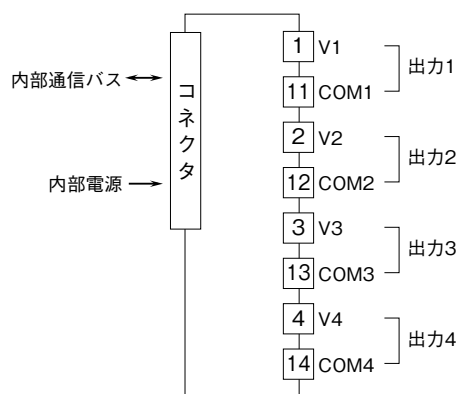 内部通信バス
内部電源
コネクタ
1 V1
11 COM1
出力1
2 V2
12 COM2
出力2
3 V3
13 COM3
出力3
4 V4
14 COM4
出力4